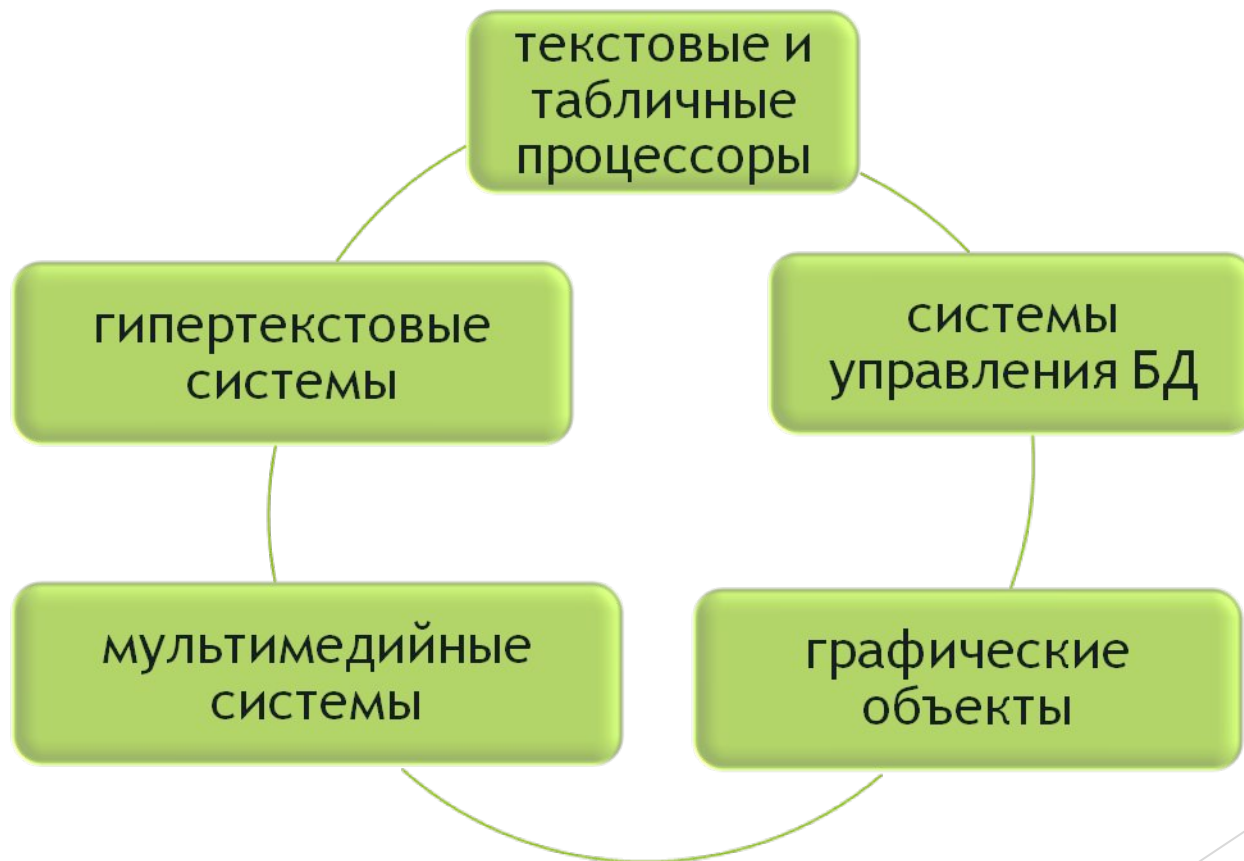 текстовые и
табличные
процессоры
гипертекстовые
системы
системы
управления БД
мультимедийные
системы
графические
объекты